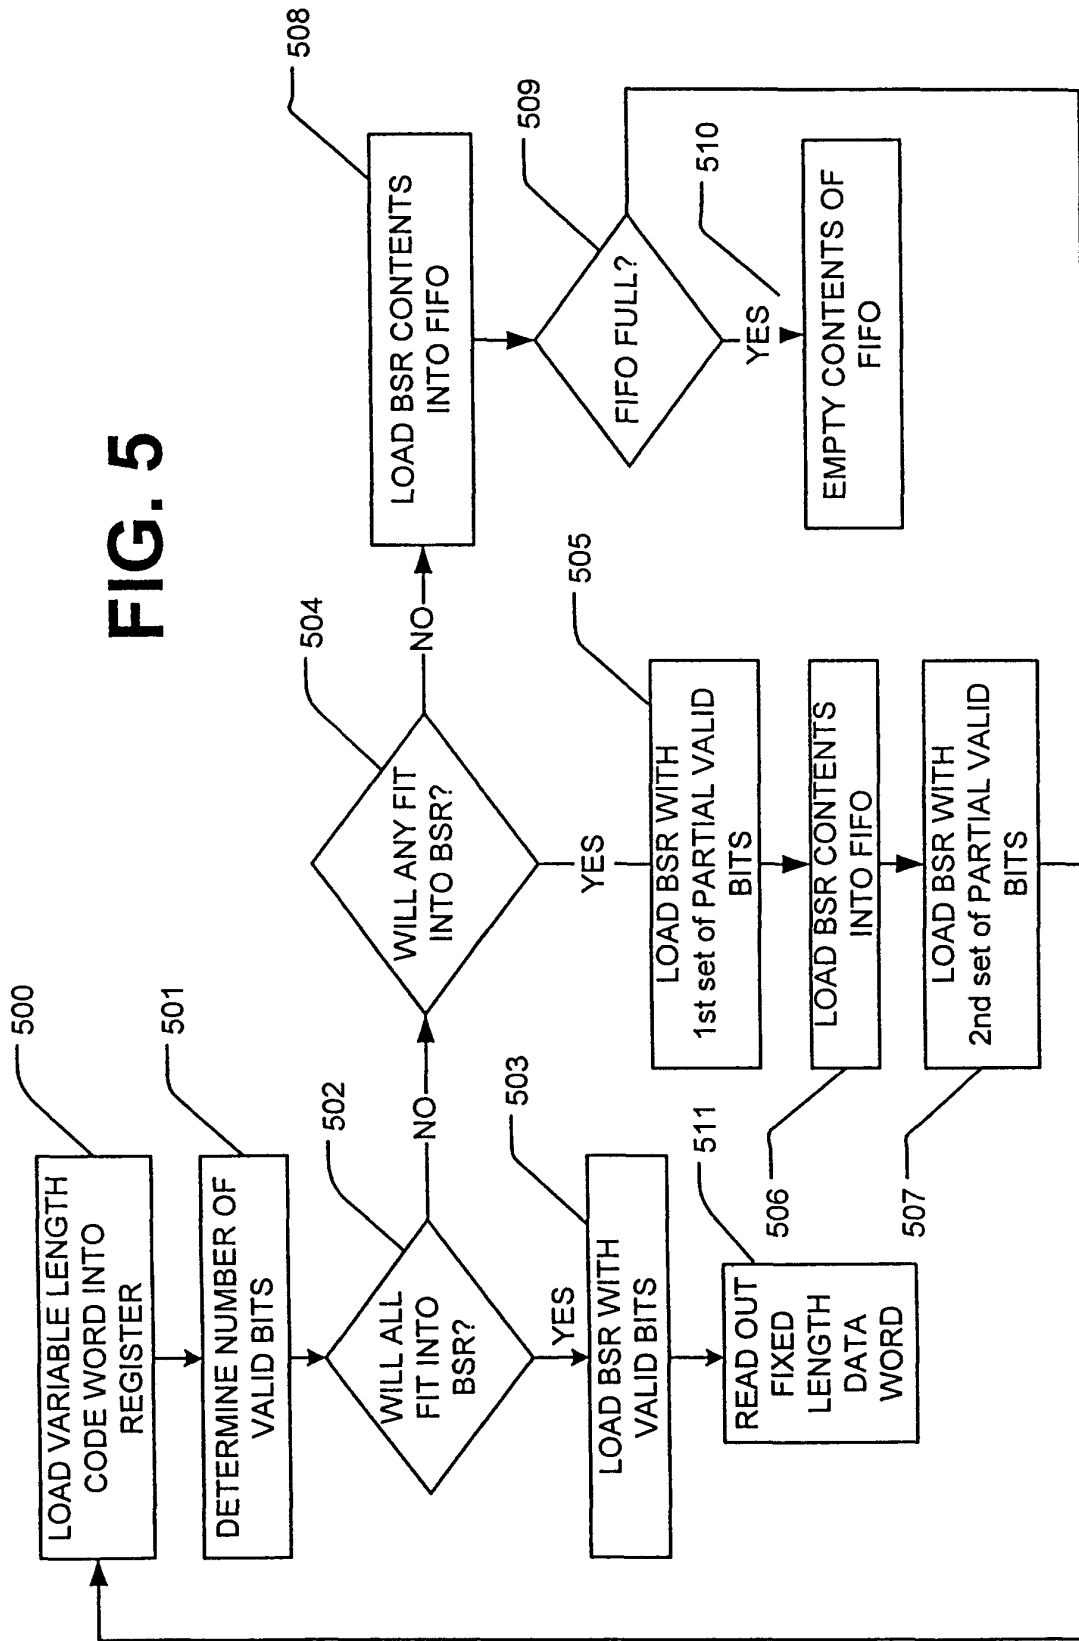 FIG. 5
500
LOAD VARIABLE LENGTH
CODE WORD INTO
REGISTER
501
DETERMINE NUMBER OF
VALID BITS
502
WILL ALL
FIT INTO
BSR?
NO
YES
503
LOAD BSR WITH
VALID BITS
511
READ OUT
FIXED
LENGTH
DATA
WORD
504
WILL ANY FIT
INTO BSR?
NO
YES
505
LOAD BSR WITH
1st set of PARTIAL VALID
BITS
506
LOAD BSR CONTENTS
INTO FIFO
507
LOAD BSR WITH
2nd set of PARTIAL VALID
BITS
508
LOAD BSR CONTENTS
INTO FIFO
509
FIFO FULL?
YES
510
EMPTY CONTENTS OF
FIFO